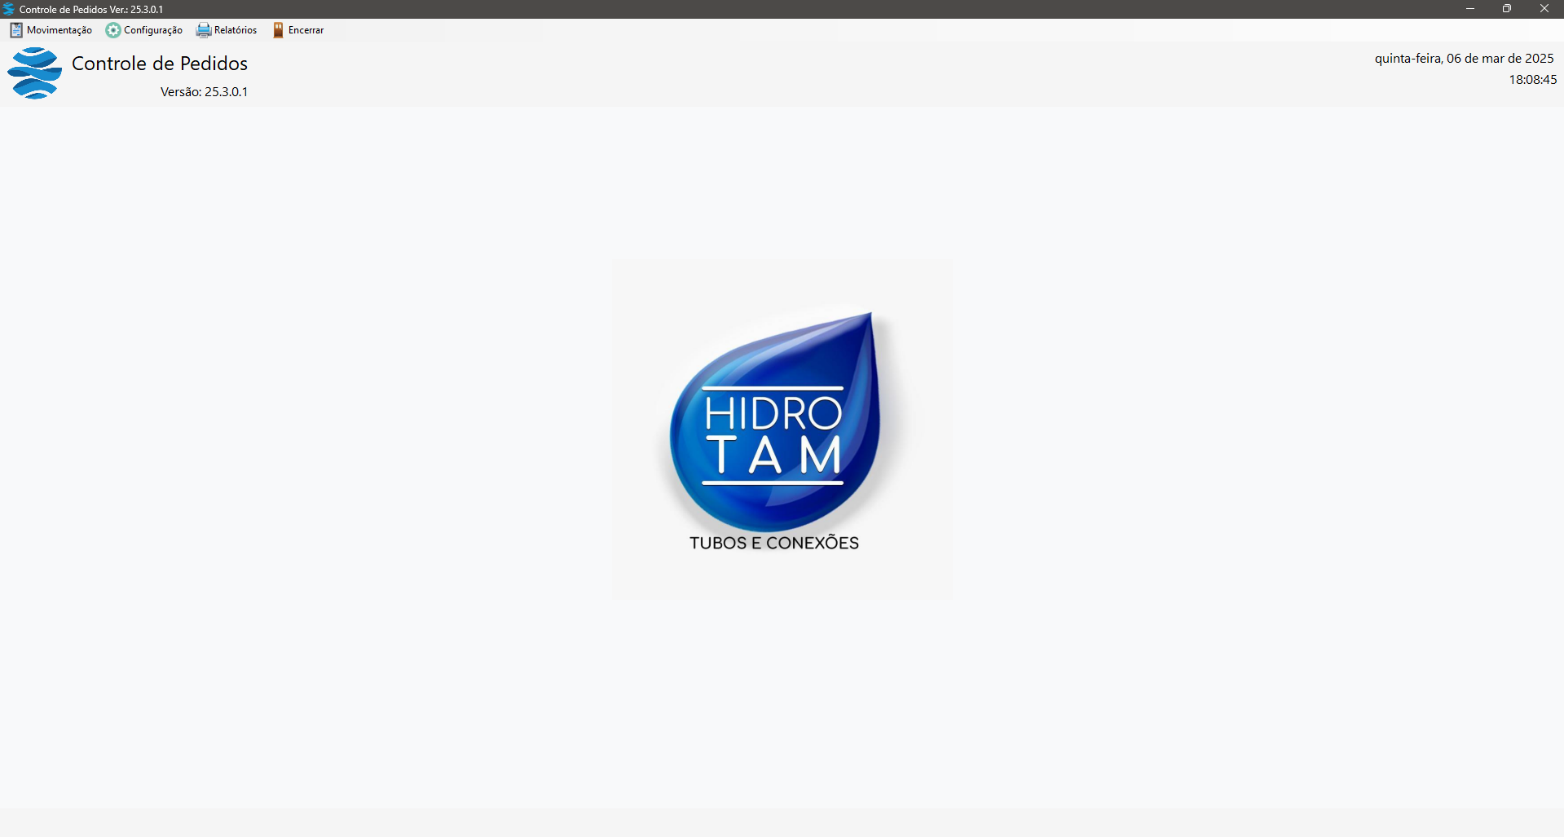 Controle de Pedidos Ver.: 25.3.0.1
Movimentação Configuração Relatórios Encerrar
Controle de Pedidos
Versão: 25.3.0.1
quinta-feira, 06 de mar de 2025
18:08:45
HIDRO
TAM
TUBOS E CONEXÕES